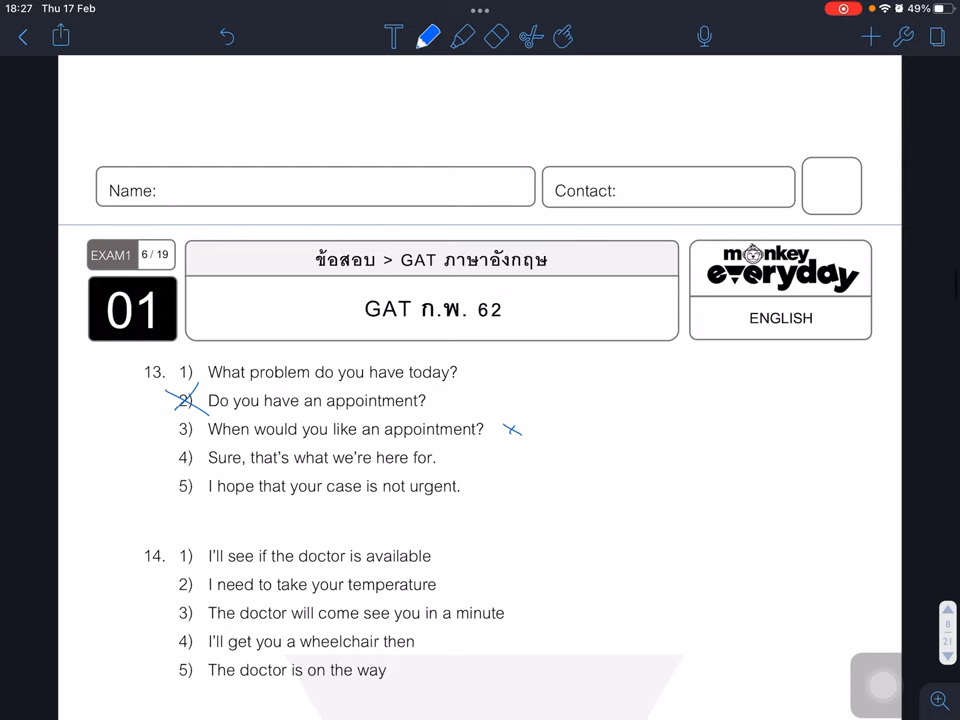 18:27 Thu 17 Feb 49%
Name: Contact:
EXAM1 6 / 19
ข้อสอบ > GAT ภาษาอังกฤษ
monkey everyday
01
GAT ก.พ. 62
ENGLISH
13. 1) What problem do you have today?
2) Do you have an appointment?
3) When would you like an appointment?
4) Sure, that's what we're here for.
5) I hope that your case is not urgent.
14. 1) I'll see if the doctor is available
2) I need to take your temperature
3) The doctor will come see you in a minute
4) I'll get you a wheelchair then
5) The doctor is on the way
8
21